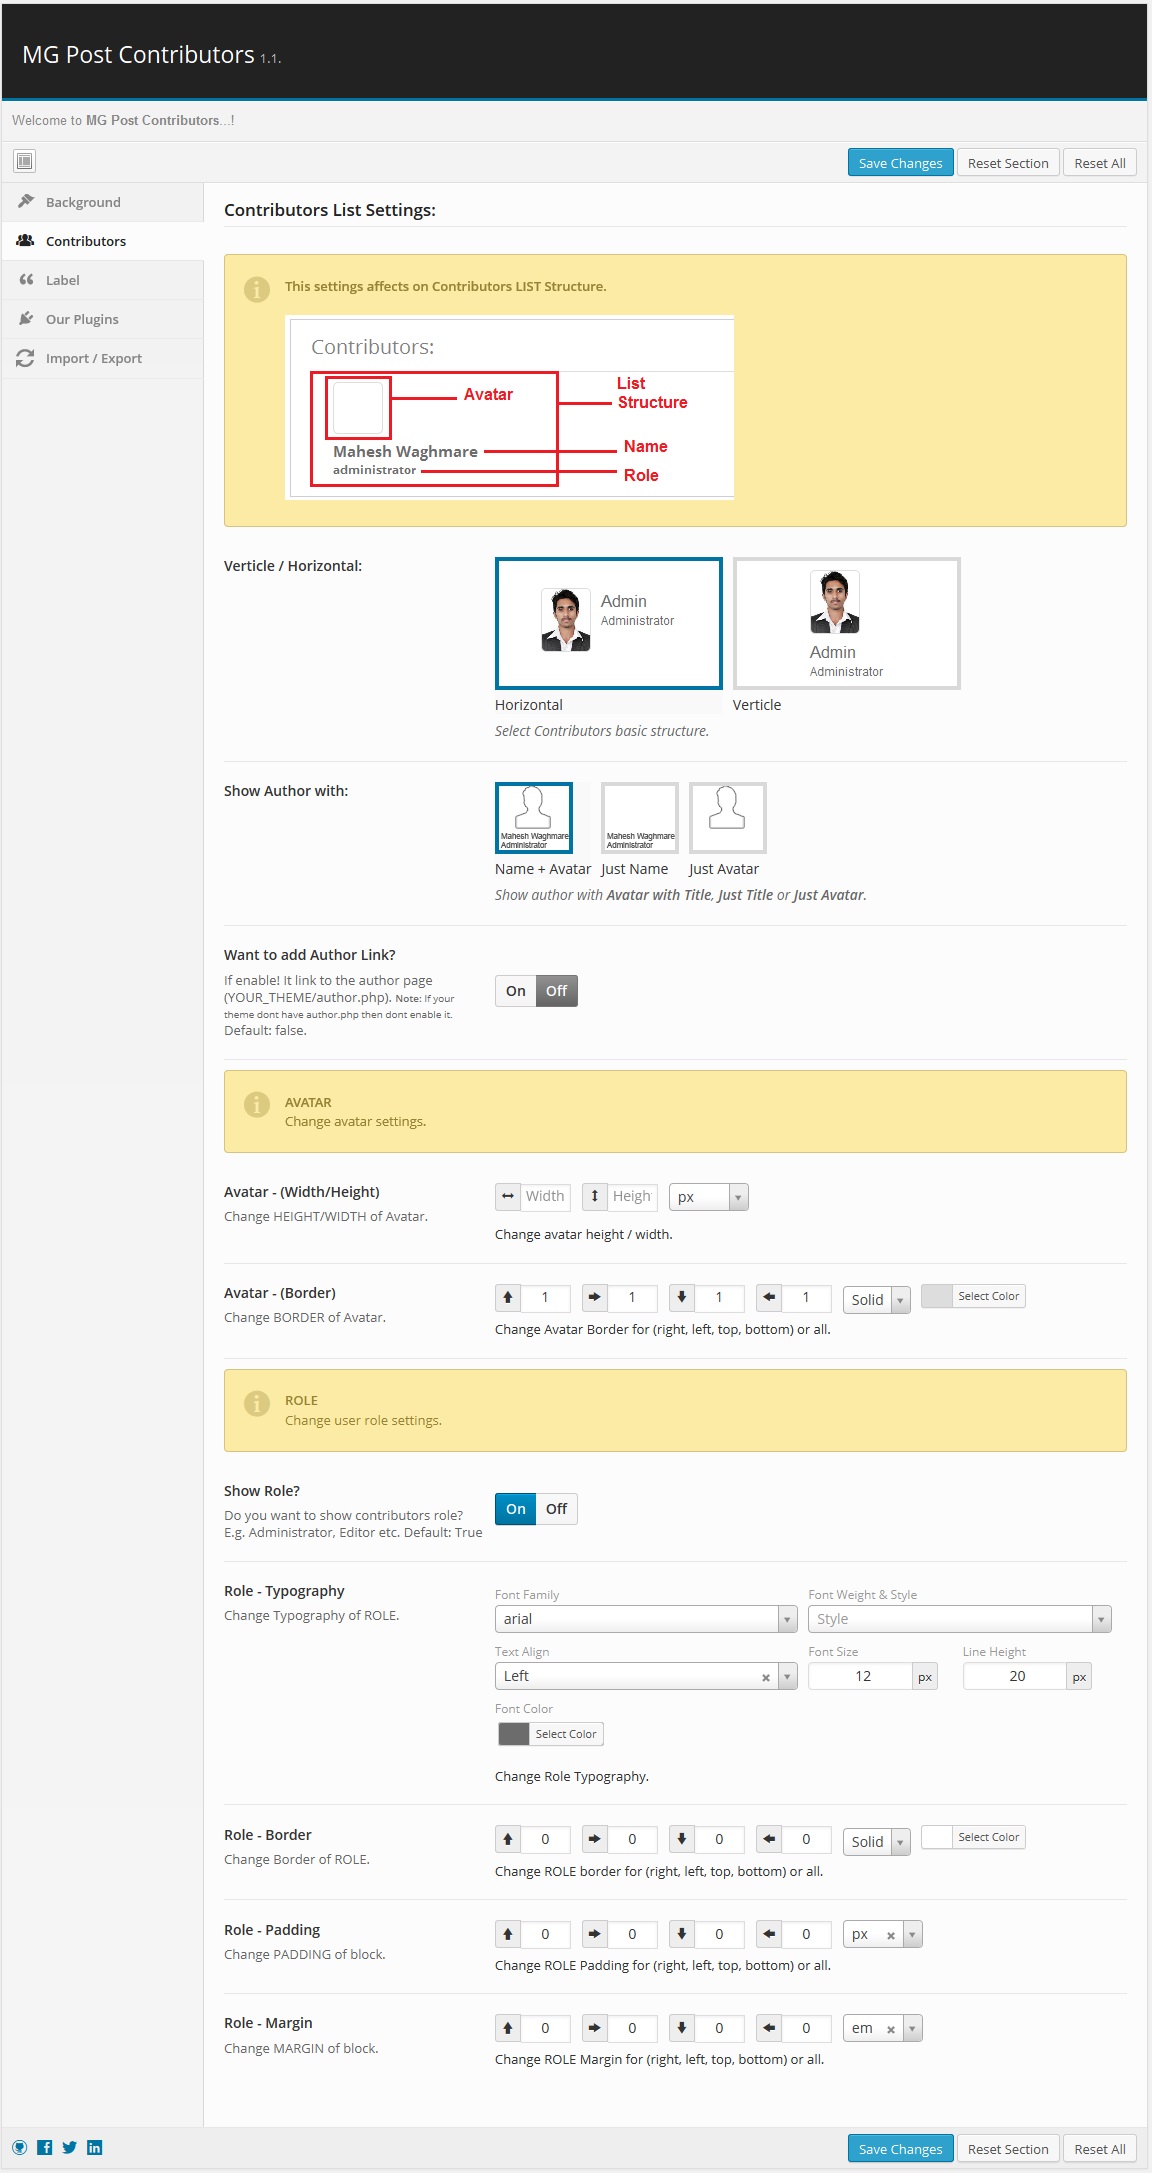 MG Post Contributors 1.1.
Welcome to MG Post Contributors...!
Save Changes Reset Section Reset All
Background
Contributors
Label
Our Plugins
Import / Export
Contributors List Settings:
This settings affects on Contributors LIST Structure.
Contributors:
Avatar
List
Structure
Mahesh Waghmare
Name
administrator
Role
Verticle / Horizontal:
Admin
Administrator
Admin
Administrator
Horizontal Verticle
Select Contributors basic structure.
Show Author with:
Mahesh Waghmare
Administrator
Mahesh Waghmare
Administrator
Name + Avatar Just Name Just Avatar
Show author with Avatar with Title, Just Title or Just Avatar.
Want to add Author Link?
If enable! It link to the author page
(YOUR_THEME/author.php). Note: If your
theme dont have author.php then dont enable it.
Default: false.
On Off
AVATAR
Change avatar settings.
Avatar - (Width/Height)
Change HEIGHT/WIDTH of Avatar.
Width Heigh px
Change avatar height / width.
Avatar - (Border)
Change BORDER of Avatar.
1 1 1 1 Solid Select Color
Change Avatar Border for (right, left, top, bottom) or all.
ROLE
Change user role settings.
Show Role?
Do you want to show contributors role?
E.g. Administrator, Editor etc. Default: True
On Off
Role - Typography
Change Typography of ROLE.
Font Family Font Weight & Style
arial Style
Text Align Font Size Line Height
Left 12 px 20 px
Font Color
Select Color
Change Role Typography.
Role - Border
Change Border of ROLE.
0 0 0 0 Solid Select Color
Change ROLE border for (right, left, top, bottom) or all.
Role - Padding
Change PADDING of block.
0 0 0 0 px
Change ROLE Padding for (right, left, top, bottom) or all.
Role - Margin
Change MARGIN of block.
0 0 0 0 em
Change ROLE Margin for (right, left, top, bottom) or all.
Save Changes Reset Section Reset All